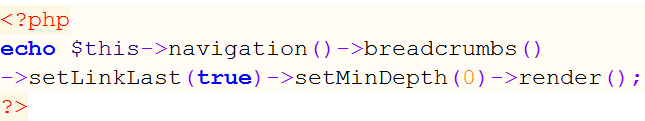 <?php
echo $this->navigation()->breadcrumbs()
->setLinkLast(true)->setMinDepth(0)->render();
?>